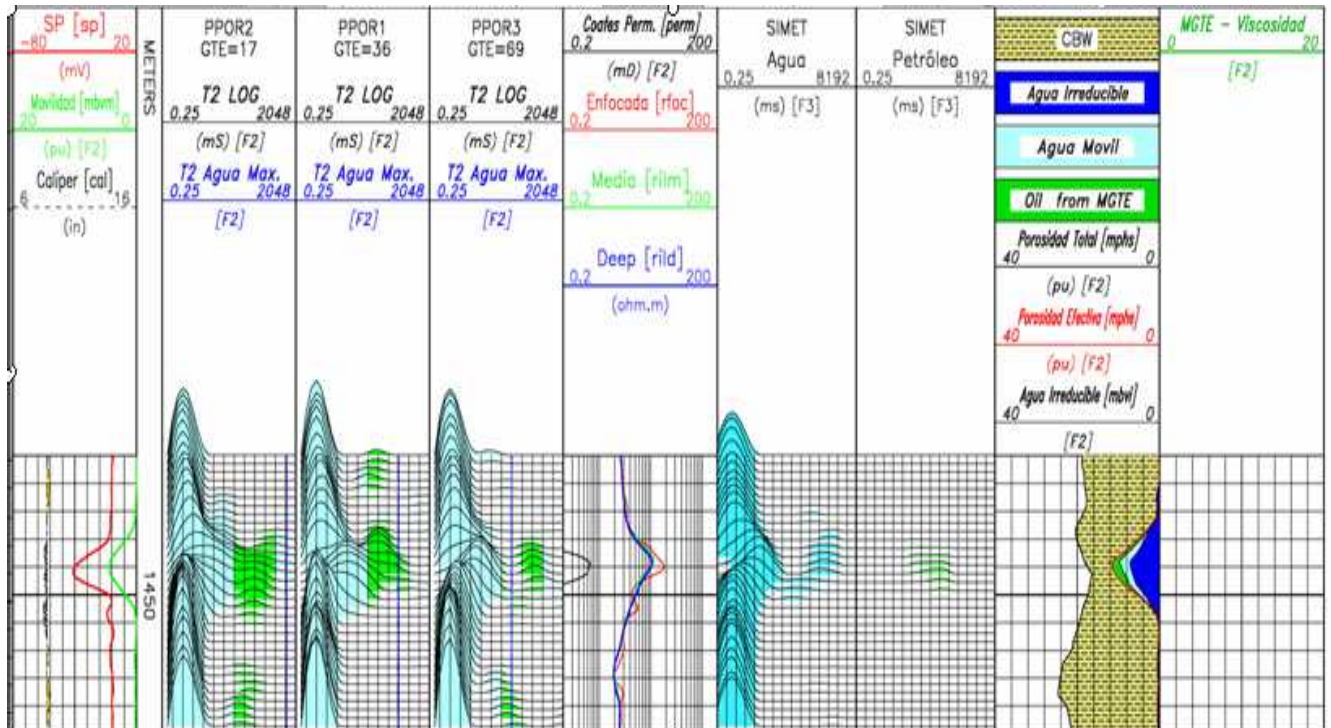 SP [sp]
-80 20
(mV)
Movilidad [mbvm]
20 0
(pu) [F2]
Caliper [cal]
6 16
(in)
METERS
1450
PPOR2
GTE=17
T2 LOG
0.25 2048
(mS) [F2]
T2 Agua Max.
0.25 2048
[F2]
PPOR1
GTE=36
T2 LOG
0.25 2048
(mS) [F2]
T2 Agua Max.
0.25 2048
[F2]
PPOR3
GTE=69
T2 LOG
0.25 2048
(mS) [F2]
T2 Agua Max.
0.25 2048
[F2]
Coates Perm. [perm]
0.2 200
(mD) [F2]
Enfocada [rfoc]
0.2 200
Media [rilm]
0.2 200
Deep [rild]
0.2 200
(ohm.m)
SIMET
Agua
0.25 8192
(ms) [F3]
SIMET
Petróleo
0.25 8192
(ms) [F3]
CBW
Agua Irreducible
Agua Movil
Oil from MGTE
Porosidad Total [mphs]
40 0
(pu) [F2]
Porosidad Efectiva [mphe]
40 0
(pu) [F2]
Agua Irreducible [mbvi]
40 0
[F2]
MGTE - Viscosidad
0 20
[F2]